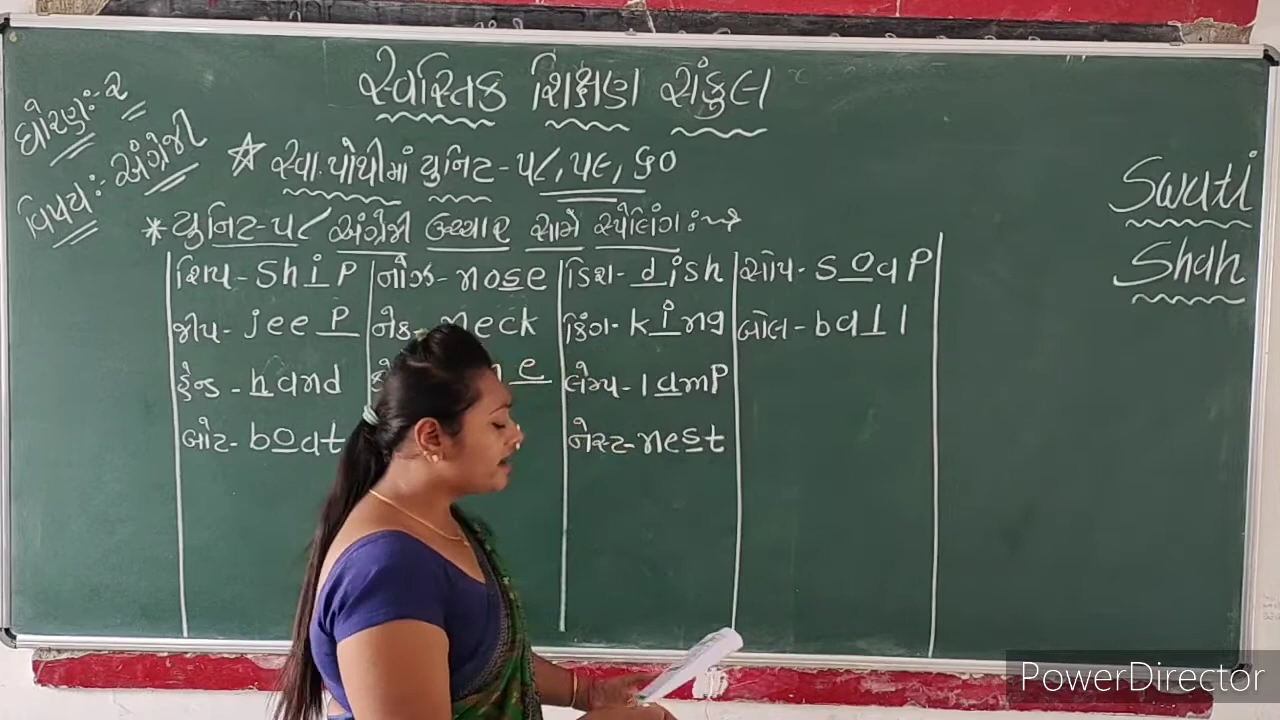 સ્વસ્તિક શિક્ષણ સંકુલ
ધોરણ:- ૨
વિષય:- અંગ્રેજી
સ્વા.પોથીમાં યુનિટ - ૫૮, ૫૯, ૬૦
* યુનિટ-૫૮ અંગ્રેજી ઉચ્ચાર સામે સ્પેલિંગ :→
શિપ - ship નોઝ - nose ડિશ - dish સોપ - soap
જીપ - jeep નેક - neck કિંગ - king બોલ - ball
હેન્ડ - hand e લેમ્પ - lamp
બોટ - boat નેસ્ટ - nest
Swati
Shah
PowerDirector